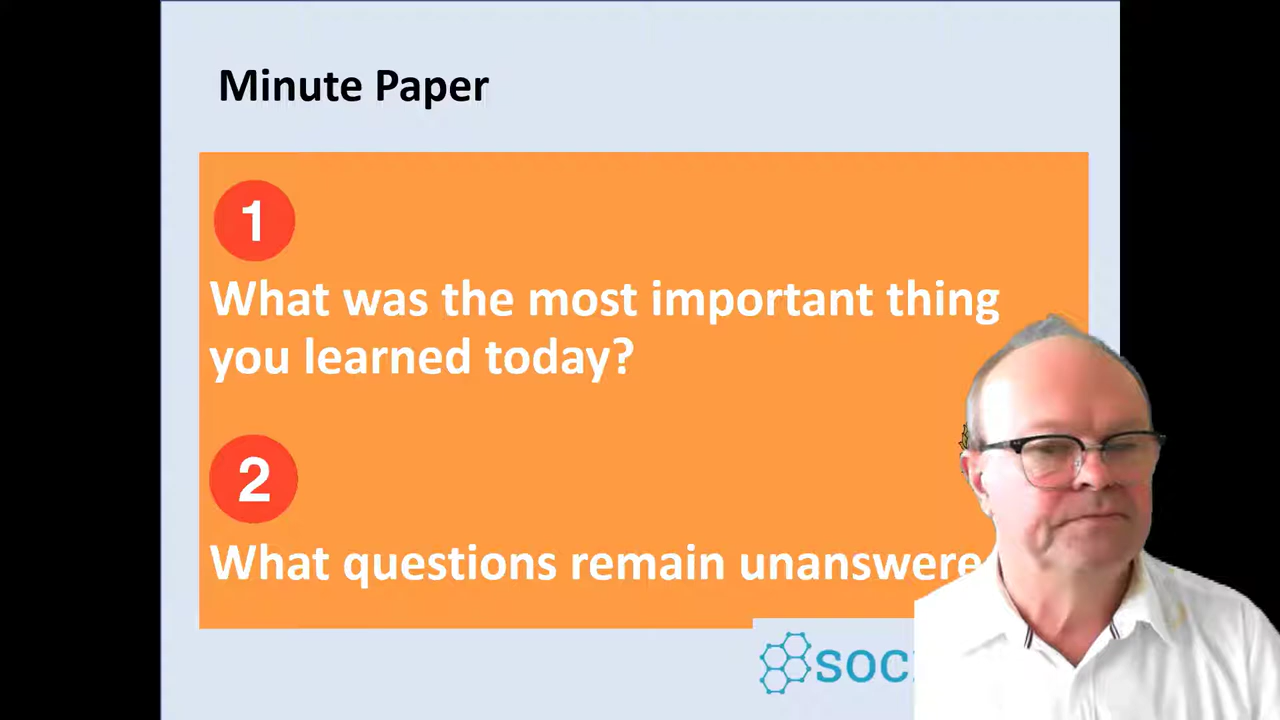 Minute Paper
1
What was the most important thing
you learned today?
2
What questions remain unanswere
soc